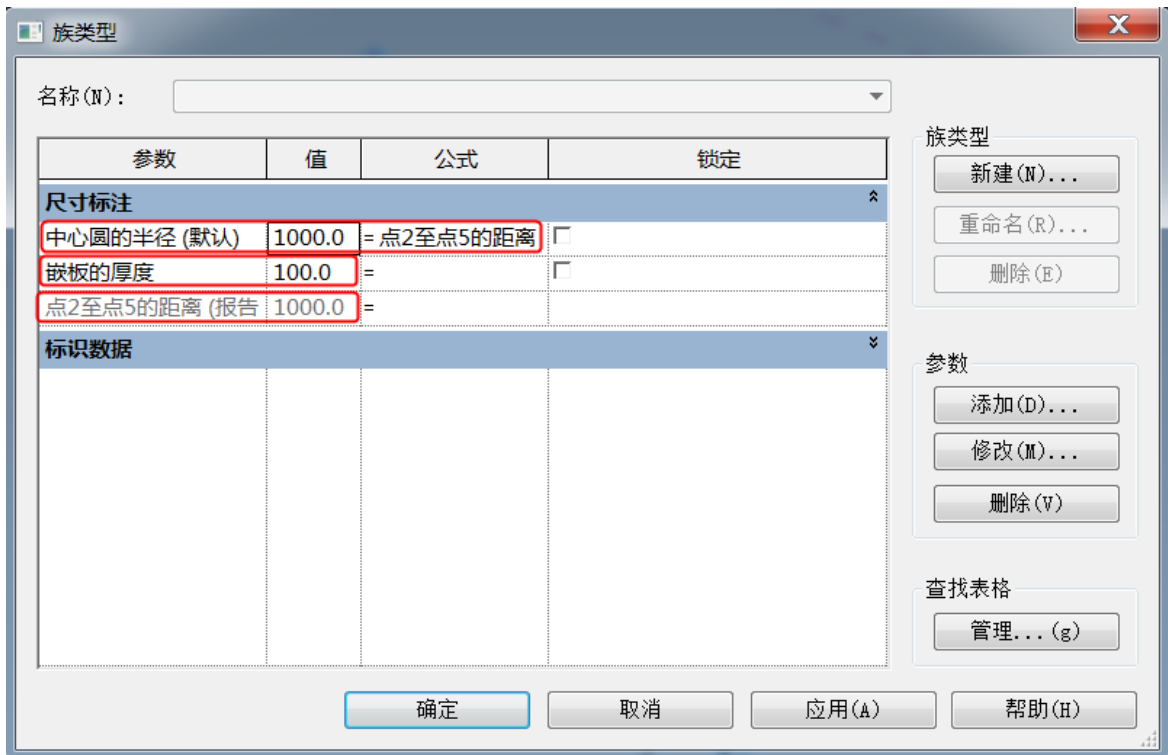 族类型
名称(N):
参数 值 公式 锁定
尺寸标注
中心圆的半径 (默认) 1000.0 = 点2至点5的距离
嵌板的厚度 100.0 =
点2至点5的距离 (报告 1000.0 =
标识数据
族类型
新建(N)...
重命名(R)...
删除(E)
参数
添加(D)...
修改(M)...
删除(V)
查找表格
管理...(g)
确定 取消 应用(A) 帮助(H)